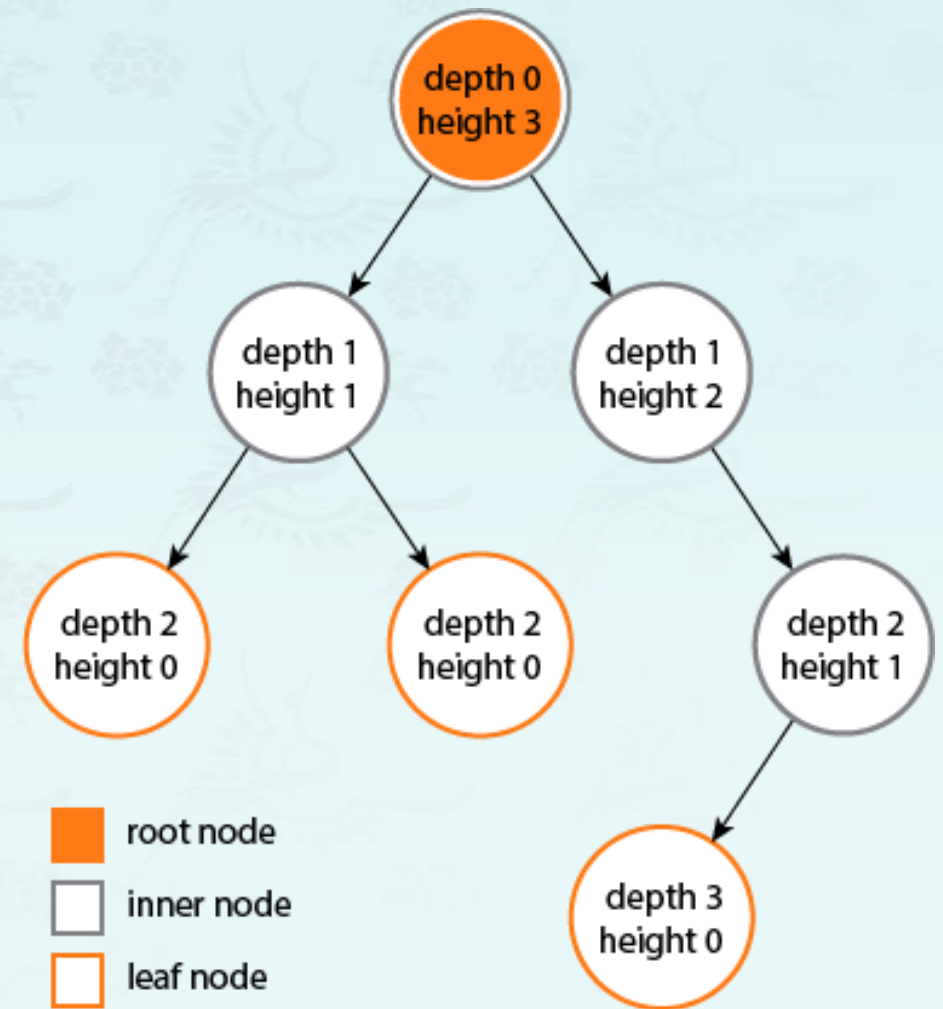 depth 0
height 3
depth 1
height 1
depth 1
height 2
depth 2
height 0
depth 2
height 0
depth 2
height 1
root node
inner node
depth 3
height 0
leaf node